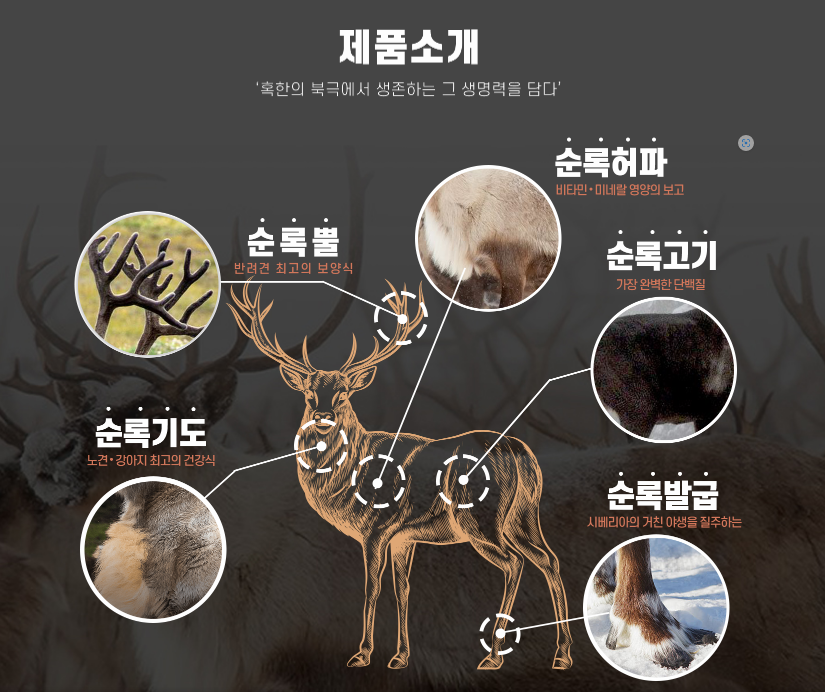 제품소개
‘혹한의 북극에서 생존하는 그 생명력을 담다’
순록허파
비타민•미네랄 영양의 보고
순록뿔
반려견 최고의 보양식
순록고기
가장 완벽한 단백질
순록기도
노견•강아지 최고의 건강식
순록발굽
시베리아의 거친 야생을 질주하는